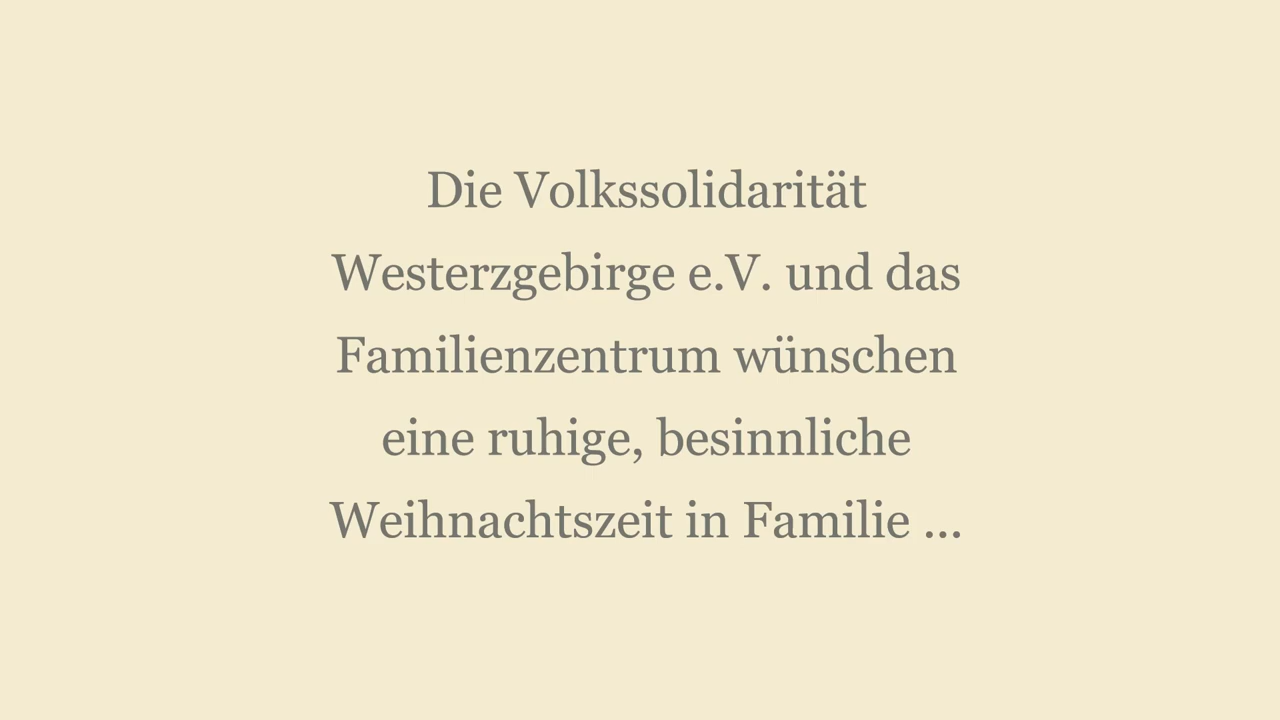 Die Volkssolidarität
Westerzgebirge e.V. und das
Familienzentrum wünschen
eine ruhige, besinnliche
Weihnachtszeit in Familie ...